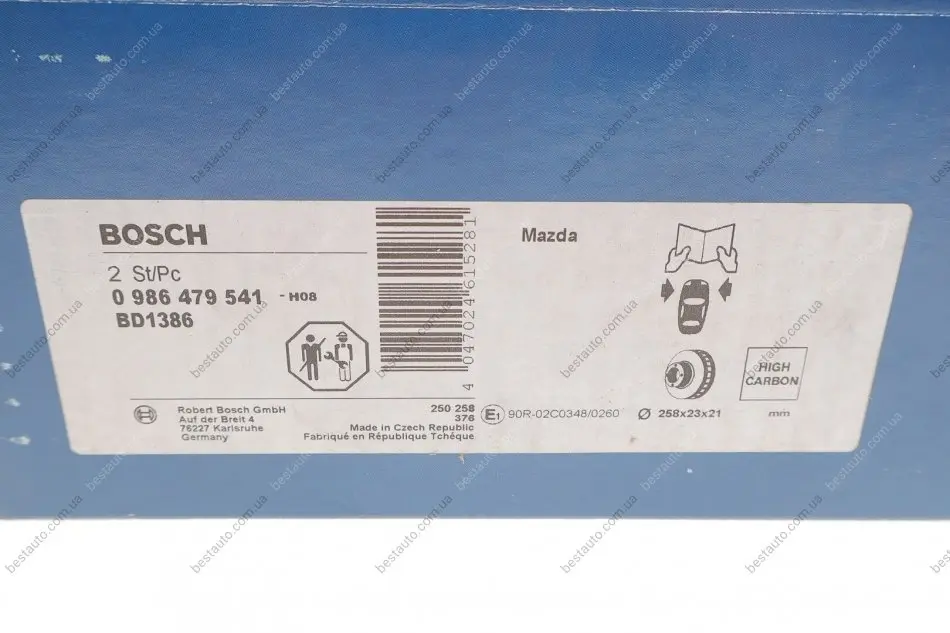 BOSCH
2 St/Pc
0 986 479 541 - H08
BD1386
Robert Bosch GmbH
Auf der Breit 4
76227 Karlsruhe
Germany
250 258
376
Made in Czech Republic
Fabriqué en République Tchèque
4 047024 615281
Mazda
HIGH
CARBON
E1 90R-02C0348/0260
Ø 258x23x21 mm
bestauto.com.ua